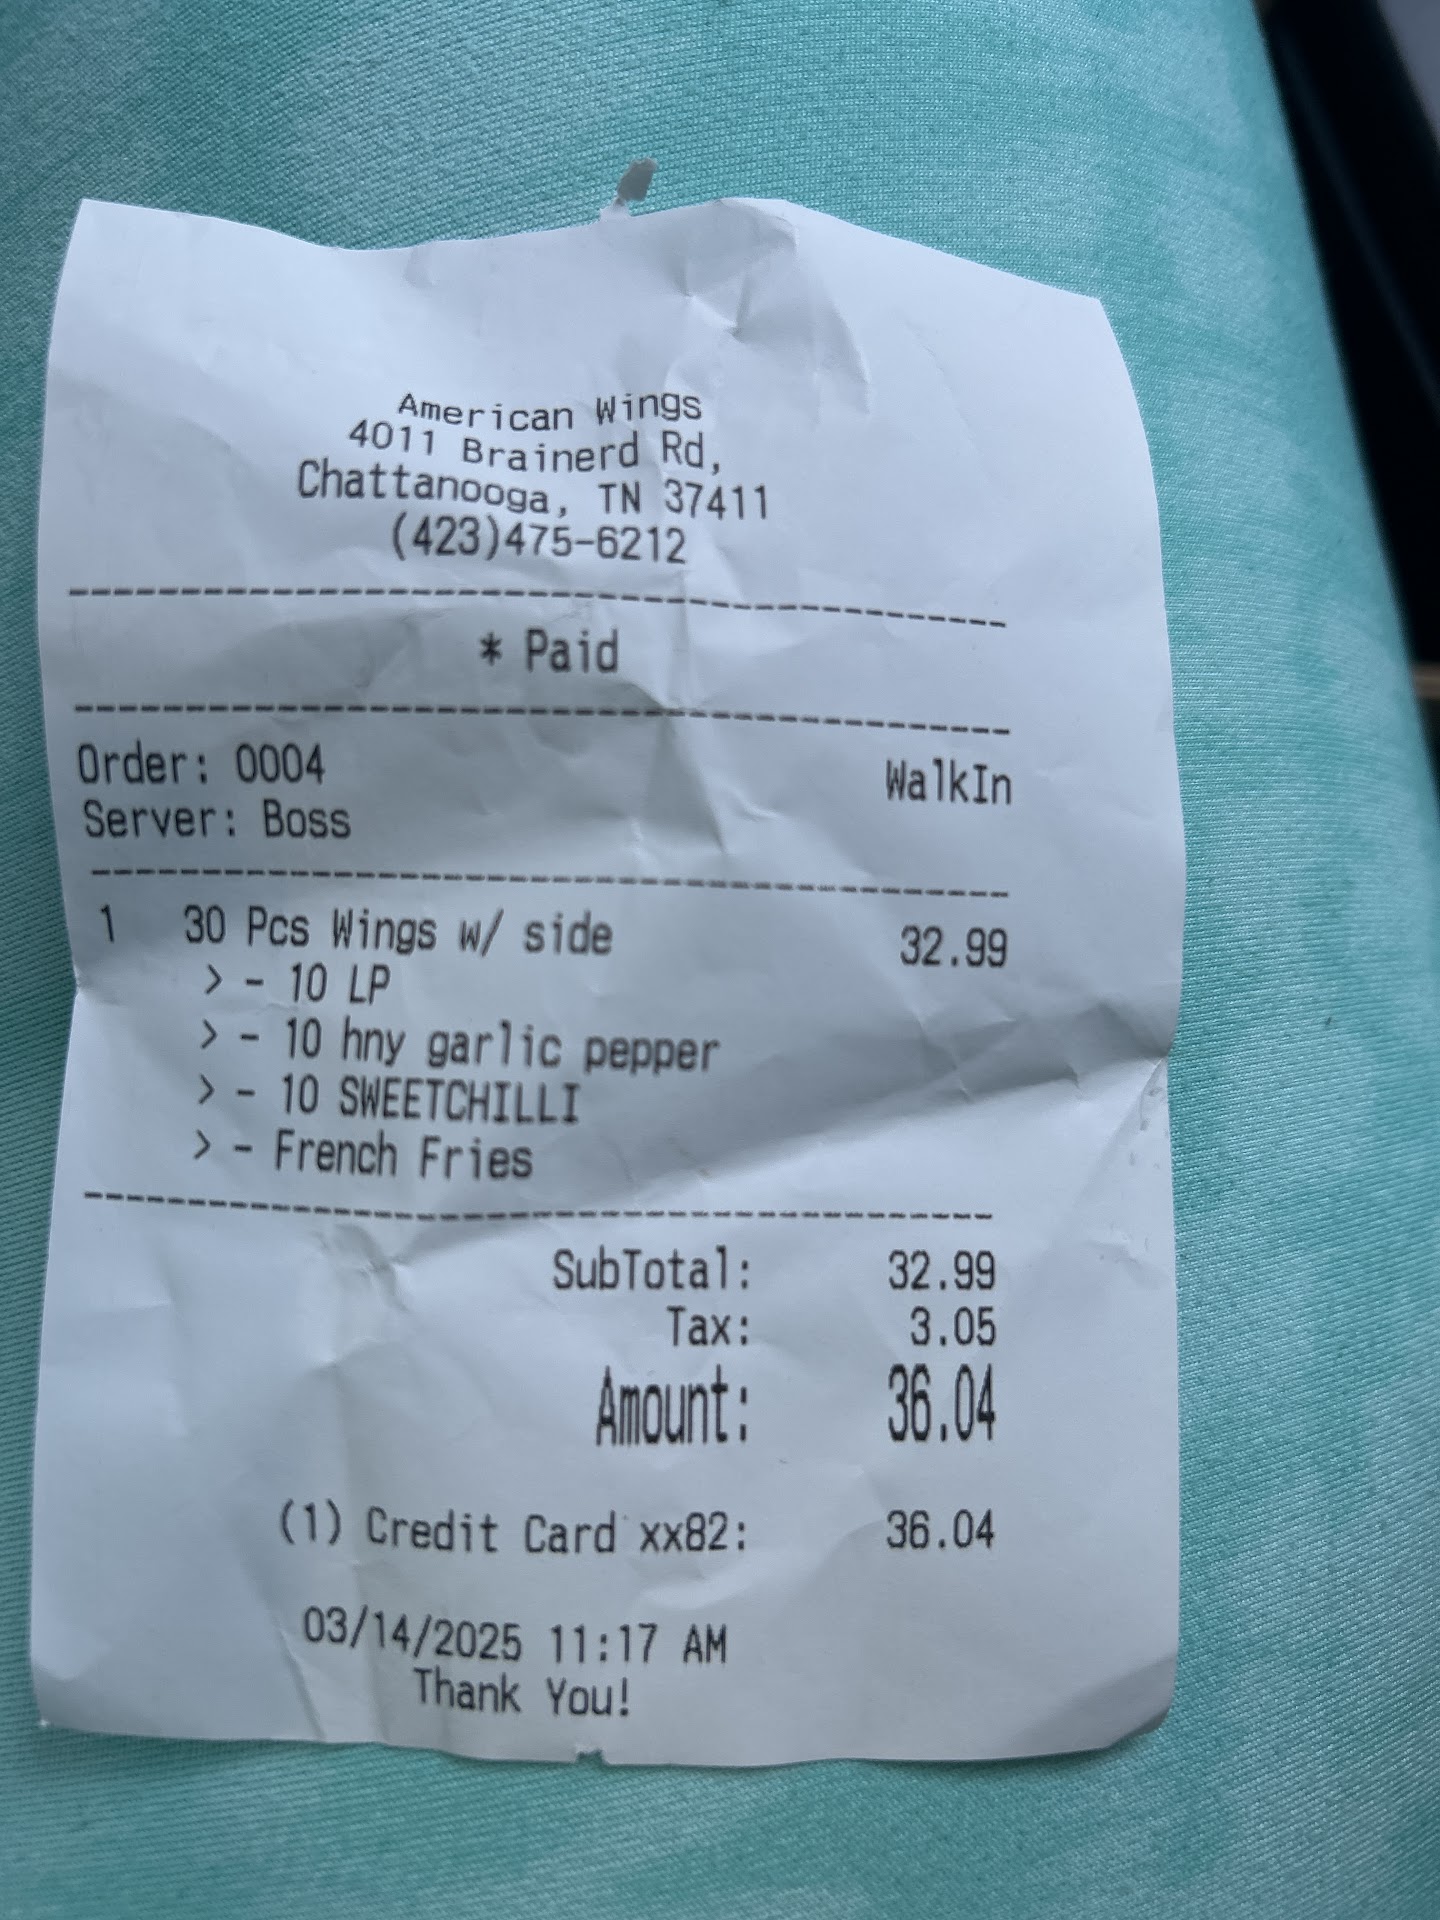 American Wings
4011 Brainerd Rd,
Chattanooga, TN 37411
(423)475-6212
* Paid
Order: 0004 WalkIn
Server: Boss
1 30 Pcs Wings w/ side 32.99
> - 10 LP
> - 10 hny garlic pepper
> - 10 SWEETCHILLI
> - French Fries
SubTotal: 32.99
Tax: 3.05
Amount: 36.04
(1) Credit Card xx82: 36.04
03/14/2025 11:17 AM
Thank You!